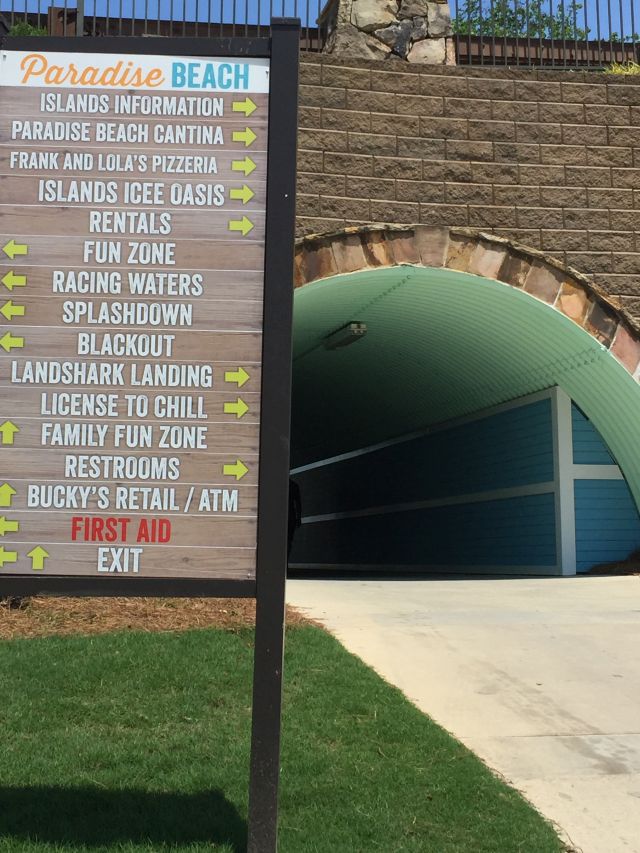 Paradise BEACH
ISLANDS INFORMATION
PARADISE BEACH CANTINA
FRANK AND LOLA'S PIZZERIA
ISLANDS ICEE OASIS
RENTALS
FUN ZONE
RACING WATERS
SPLASHDOWN
BLACKOUT
LANDSHARK LANDING
LICENSE TO CHILL
FAMILY FUN ZONE
RESTROOMS
BUCKY'S RETAIL / ATM
FIRST AID
EXIT